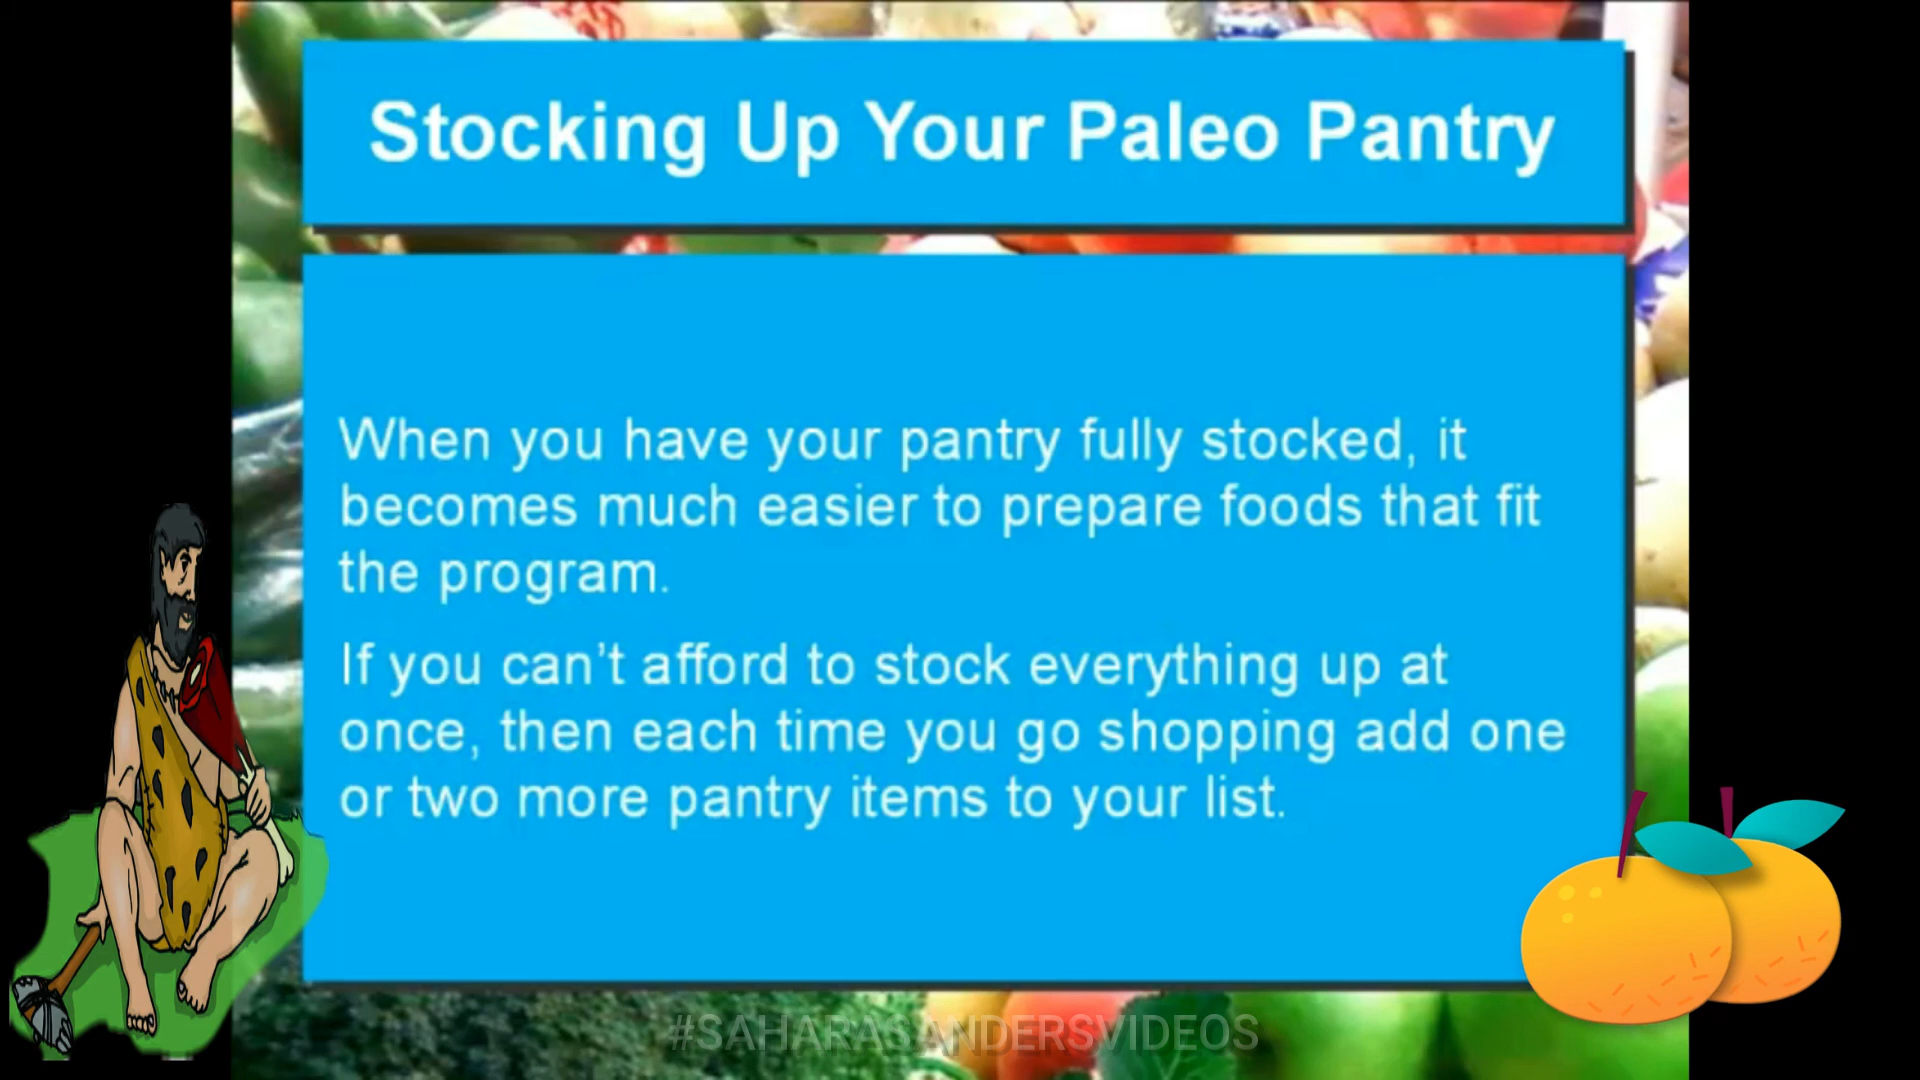 Stocking Up Your Paleo Pantry
When you have your pantry fully stocked, it
becomes much easier to prepare foods that fit
the program.
If you can’t afford to stock everything up at
once, then each time you go shopping add one
or two more pantry items to your list.
#SAHARASANDERSVIDEOS